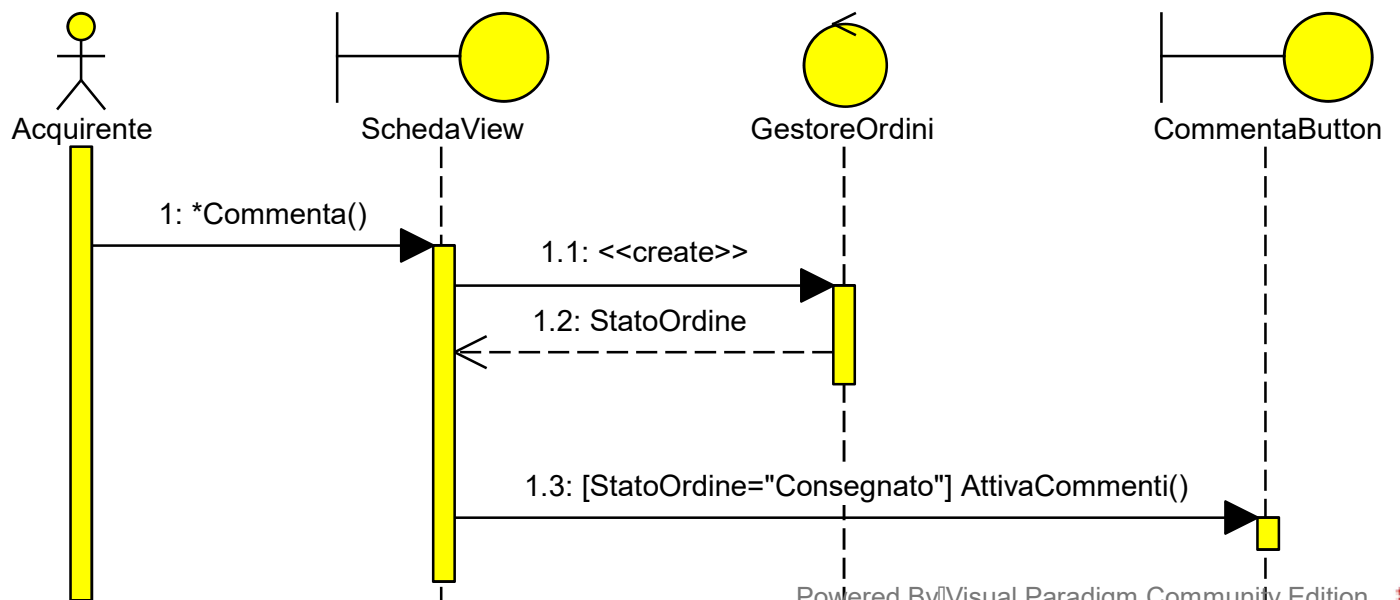 Acquirente
SchedaView
GestoreOrdini
CommentaButton
1: *Commenta()
1.1: <<create>>
1.2: StatoOrdine
1.3: [StatoOrdine="Consegnato"] AttivaCommenti()
Powered By Visual Paradigm Community Edition